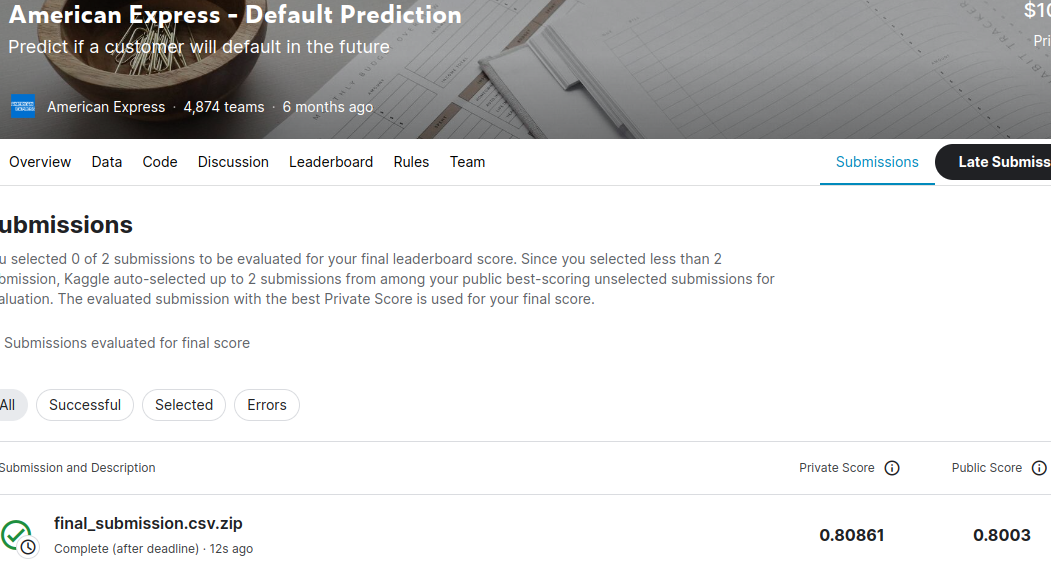 American Express - Default Prediction
$10
Predict if a customer will default in the future
Pri
American Express · 4,874 teams · 6 months ago
Overview Data Code Discussion Leaderboard Rules Team Submissions Late Submiss
ubmissions
u selected 0 of 2 submissions to be evaluated for your final leaderboard score. Since you selected less than 2
bmission, Kaggle auto-selected up to 2 submissions from among your public best-scoring unselected submissions for
aluation. The evaluated submission with the best Private Score is used for your final score.
Submissions evaluated for final score
All Successful Selected Errors
Submission and Description Private Score Public Score
final_submission.csv.zip
0.80861 0.8003
Complete (after deadline) · 12s ago